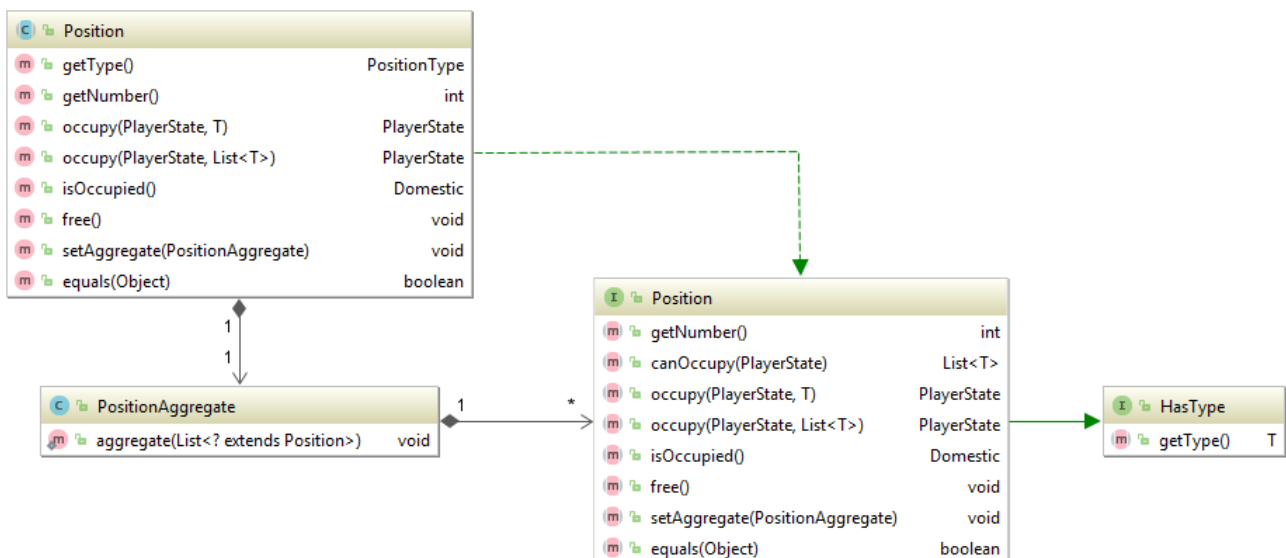 C Position
m getType() PositionType
m getNumber() int
m occupy(PlayerState, T) PlayerState
m occupy(PlayerState, List<T>) PlayerState
m isOccupied() Domestic
m free() void
m setAggregate(PositionAggregate) void
m equals(Object) boolean
1
1
C PositionAggregate
m aggregate(List<? extends Position>) void
1 *
I Position
m getNumber() int
m canOccupy(PlayerState) List<T>
m occupy(PlayerState, T) PlayerState
m occupy(PlayerState, List<T>) PlayerState
m isOccupied() Domestic
m free() void
m setAggregate(PositionAggregate) void
m equals(Object) boolean
I HasType
m getType() T